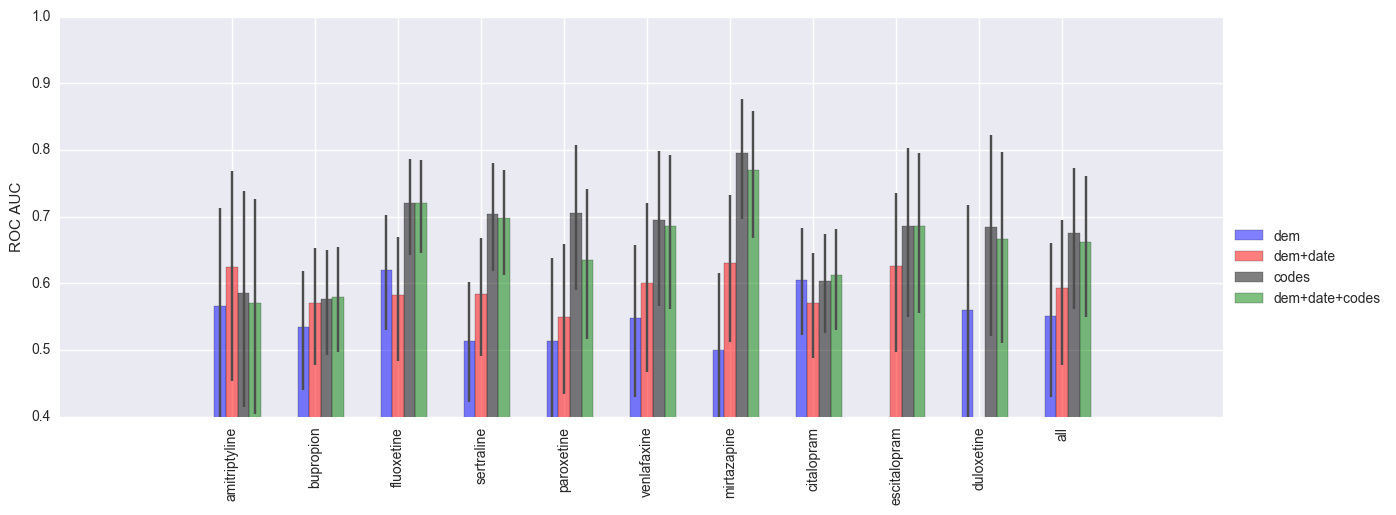 1.0
0.9
0.8
0.7
0.6
0.5
0.4
ROC AUC
amitriptyline
bupropion
fluoxetine
sertraline
paroxetine
venlafaxine
mirtazapine
citalopram
escitalopram
duloxetine
all
dem
dem+date
codes
dem+date+codes